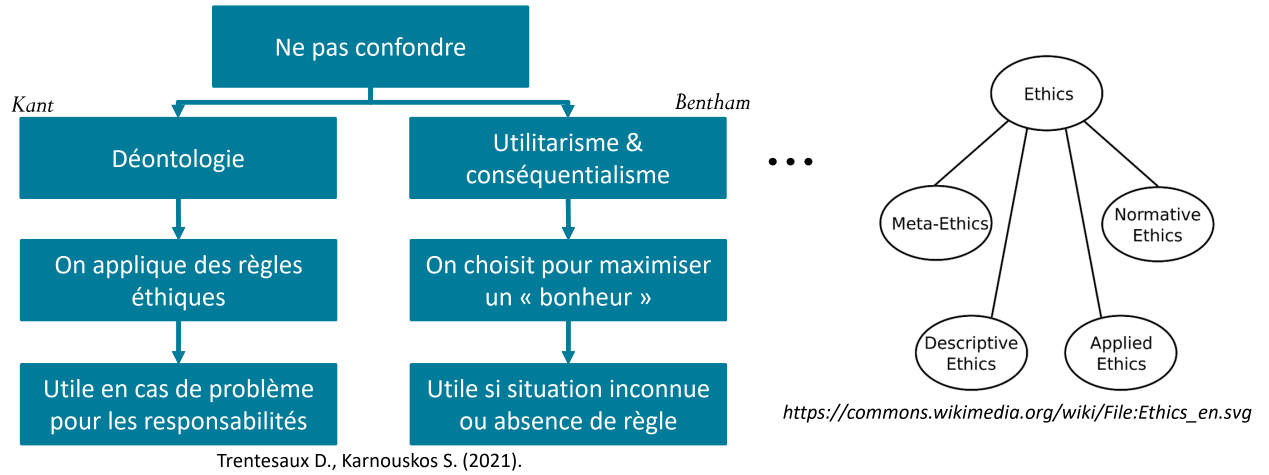 Ne pas confondre
Kant
Bentham
Déontologie
Utilitarisme &
conséquentialisme
...
On applique des règles
éthiques
On choisit pour maximiser
un « bonheur »
Utile en cas de problème
pour les responsabilités
Utile si situation inconnue
ou absence de règle
Trentesaux D., Karnouskos S. (2021).
Ethics
Meta-Ethics
Normative
Ethics
Descriptive
Ethics
Applied
Ethics
https://commons.wikimedia.org/wiki/File:Ethics_en.svg